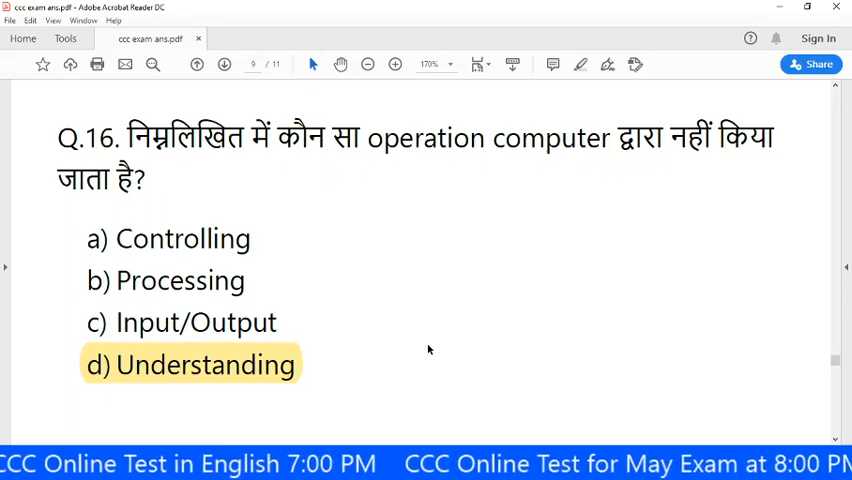 ccc exam ans.pdf - Adobe Acrobat Reader DC
File Edit View Window Help
Home Tools ccc exam ans.pdf × Sign In
9 / 11 170% Share
Q.16. निम्नलिखित में कौन सा operation computer द्वारा नहीं किया
जाता है?
a) Controlling
b) Processing
c) Input/Output
d) Understanding
CCC Online Test in English 7:00 PM CCC Online Test for May Exam at 8:00 PM